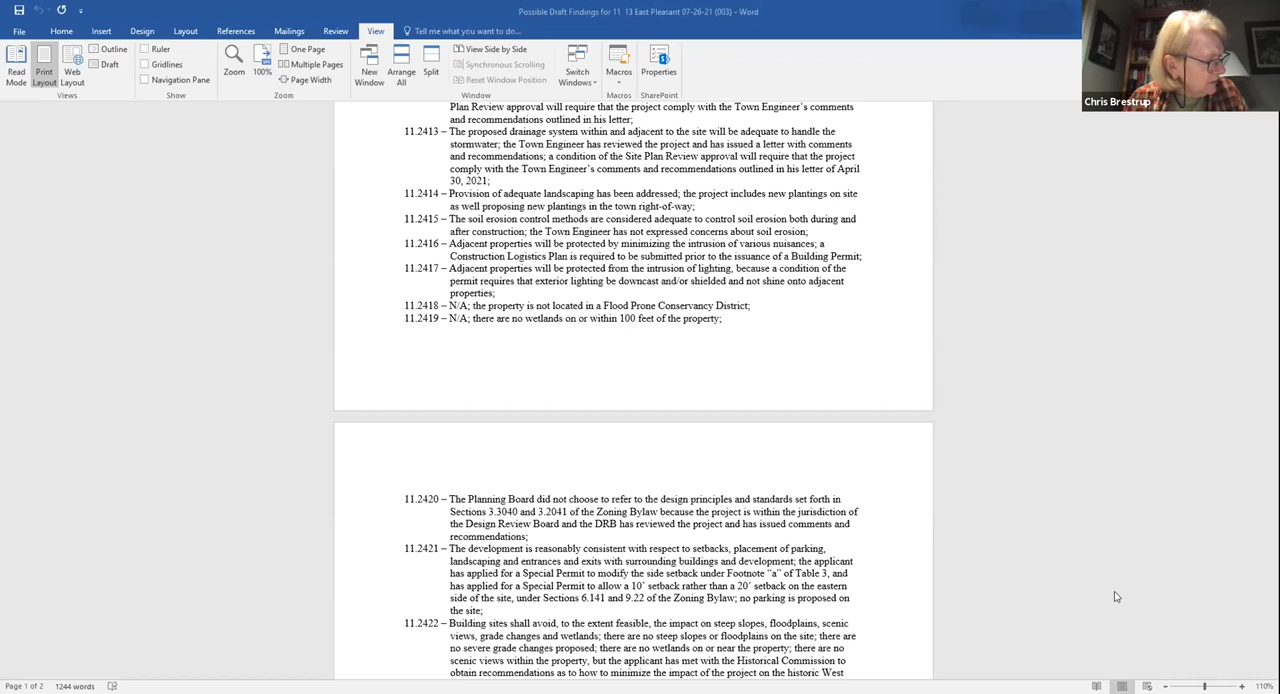 Possible Draft Findings for 11 13 East Pleasant 07-26-21 (003) – Word
File Home Insert Design Layout References Mailings Review View Tell me what you want to do...
Read Mode
Print Layout
Web Layout
Outline
Draft
Views
Ruler
Gridlines
Navigation Pane
Show
Zoom
100%
One Page
Multiple Pages
Page Width
Zoom
New Window
Arrange All
Split
View Side by Side
Synchronous Scrolling
Reset Window Position
Window
Switch Windows
Macros
Macros
Properties
SharePoint
Chris Brestrup
Plan Review approval will require that the project comply with the Town Engineer’s comments
and recommendations outlined in his letter;
11.2413 – The proposed drainage system within and adjacent to the site will be adequate to handle the
stormwater; the Town Engineer has reviewed the project and has issued a letter with comments
and recommendations; a condition of the Site Plan Review approval will require that the project
comply with the Town Engineer’s comments and recommendations outlined in his letter of April
30, 2021;
11.2414 – Provision of adequate landscaping has been addressed; the project includes new plantings on site
as well proposing new plantings in the town right-of-way;
11.2415 – The soil erosion control methods are considered adequate to control soil erosion both during and
after construction; the Town Engineer has not expressed concerns about soil erosion;
11.2416 – Adjacent properties will be protected by minimizing the intrusion of various nuisances; a
Construction Logistics Plan is required to be submitted prior to the issuance of a Building Permit;
11.2417 – Adjacent properties will be protected from the intrusion of lighting, because a condition of the
permit requires that exterior lighting be downcast and/or shielded and not shine onto adjacent
properties;
11.2418 – N/A; the property is not located in a Flood Prone Conservancy District;
11.2419 – N/A; there are no wetlands on or within 100 feet of the property;
11.2420 – The Planning Board did not choose to refer to the design principles and standards set forth in
Sections 3.3040 and 3.2041 of the Zoning Bylaw because the project is within the jurisdiction of
the Design Review Board and the DRB has reviewed the project and has issued comments and
recommendations;
11.2421 – The development is reasonably consistent with respect to setbacks, placement of parking,
landscaping and entrances and exits with surrounding buildings and development; the applicant
has applied for a Special Permit to modify the side setback under Footnote “a” of Table 3, and
has applied for a Special Permit to allow a 10’ setback rather than a 20’ setback on the eastern
side of the site, under Sections 6.141 and 9.22 of the Zoning Bylaw; no parking is proposed on
the site;
11.2422 – Building sites shall avoid, to the extent feasible, the impact on steep slopes, floodplains, scenic
views, grade changes and wetlands; there are no steep slopes or floodplains on the site; there are
no severe grade changes proposed; there are no wetlands on or near the property; there are no
scenic views within the property, but the applicant has met with the Historical Commission to
obtain recommendations as to how to minimize the impact of the project on the historic West
Page 1 of 2 1244 words
110%